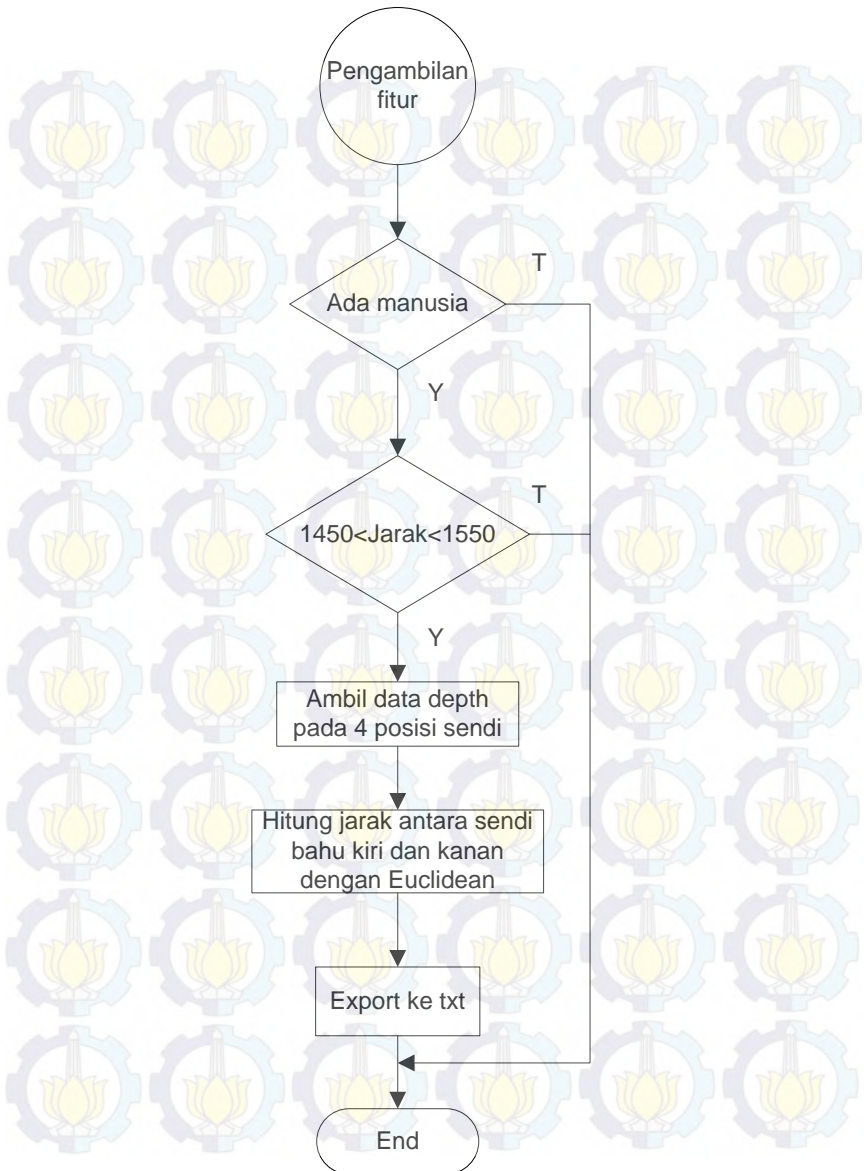 Pengambilan
fitur
T
Ada manusia
Y
T
1450<Jarak<1550
Y
Ambil data depth
pada 4 posisi sendi
Hitung jarak antara sendi
bahu kiri dan kanan
dengan Euclidean
Export ke txt
End